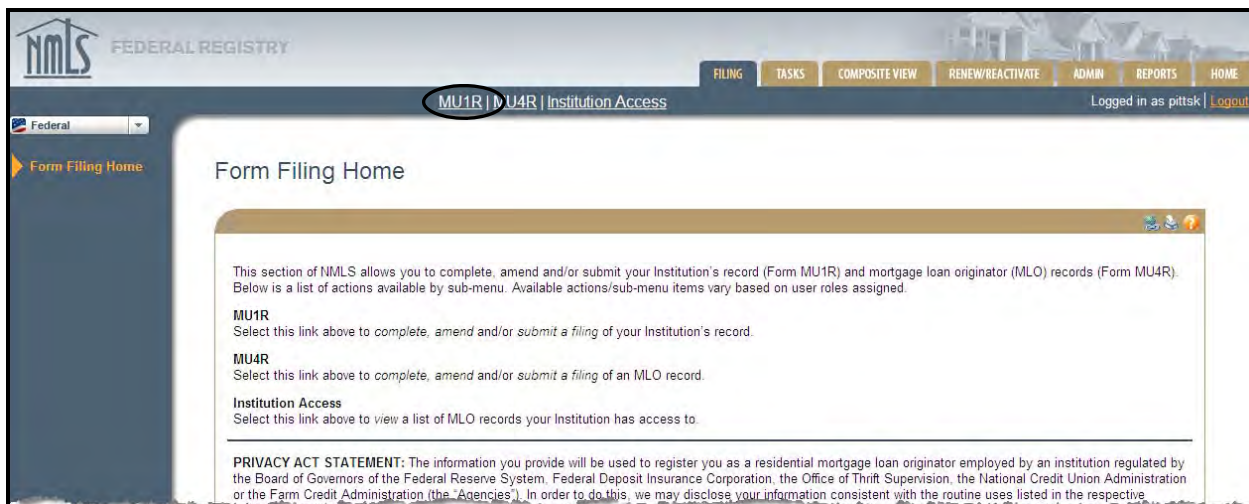 NMLS FEDERAL REGISTRY
FILING TASKS COMPOSITE VIEW RENEW/REACTIVATE ADMIN REPORTS HOME
MU1R | MU4R | Institution Access Logged in as pittsk | Logout
Federal
Form Filing Home
Form Filing Home
This section of NMLS allows you to complete, amend and/or submit your Institution's record (Form MU1R) and mortgage loan originator (MLO) records (Form MU4R).
Below is a list of actions available by sub-menu. Available actions/sub-menu items vary based on user roles assigned.
MU1R
Select this link above to complete, amend and/or submit a filing of your Institution's record.
MU4R
Select this link above to complete, amend and/or submit a filing of an MLO record.
Institution Access
Select this link above to view a list of MLO records your Institution has access to.
PRIVACY ACT STATEMENT: The information you provide will be used to register you as a residential mortgage loan originator employed by an institution regulated by
the Board of Governors of the Federal Reserve System, Federal Deposit Insurance Corporation, the Office of Thrift Supervision, the National Credit Union Administration
or the Farm Credit Administration (the "Agencies"). In order to do this, we may disclose your information consistent with the routine uses listed in the respective